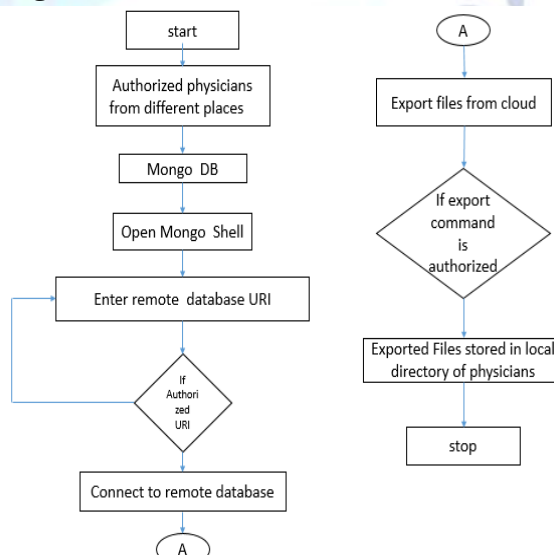 start
Authorized physicians
from different places
Mongo DB
Open Mongo Shell
Enter remote database URI
If
Authori
zed
URI
Connect to remote database
A
A
Export files from cloud
If export
command
is
authorized
Exported Files stored in local
directory of physicians
stop